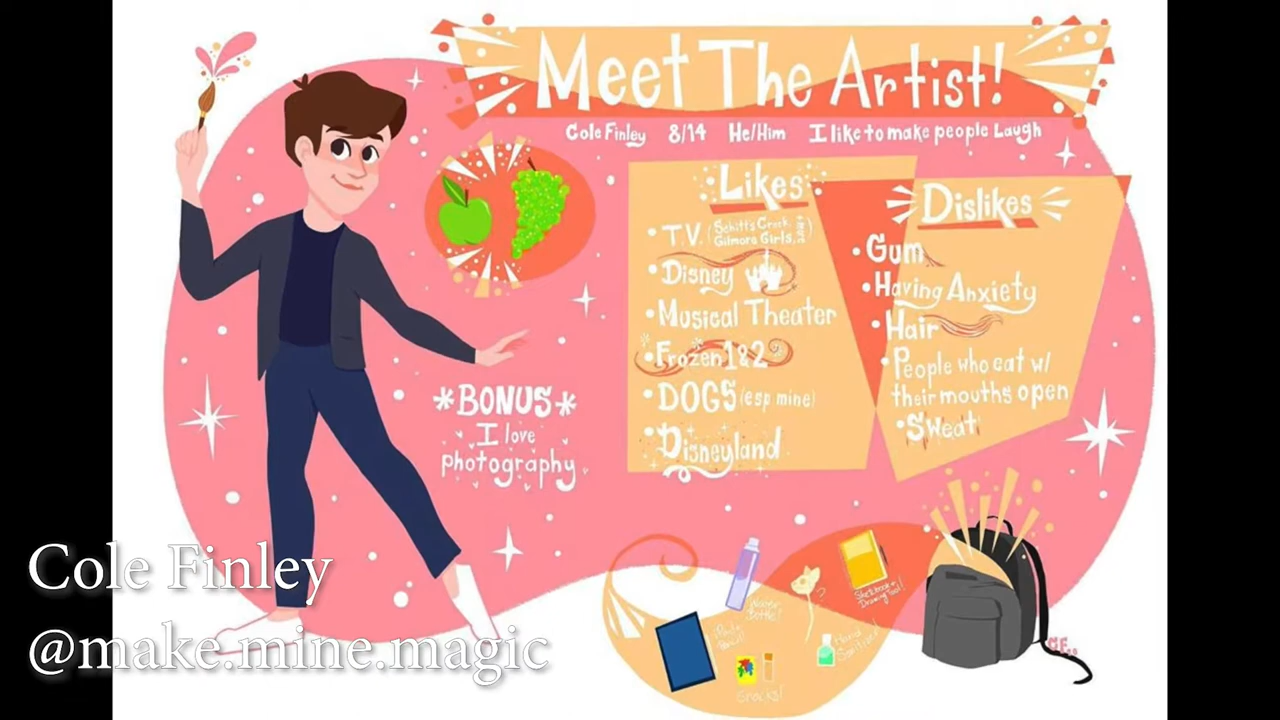 Meet The Artist!
Cole Finley 8/14 He/Him I like to make people Laugh
Likes
• T.V. (Schitt's Creek, Gilmore Girls,
• Disney
• Musical Theater
• Frozen 1&2
• DOGS (esp mine)
• Disneyland
Dislikes
• Gum
• Having Anxiety
• Hair
• People who eat w/
their mouths open
• Sweat
*BONUS*
I love
photography
Water
Bottle!
Sketchbook +
Drawing Tool!
Hand
Sanitizer!
Snacks!
Cole Finley
@make.mine.magic